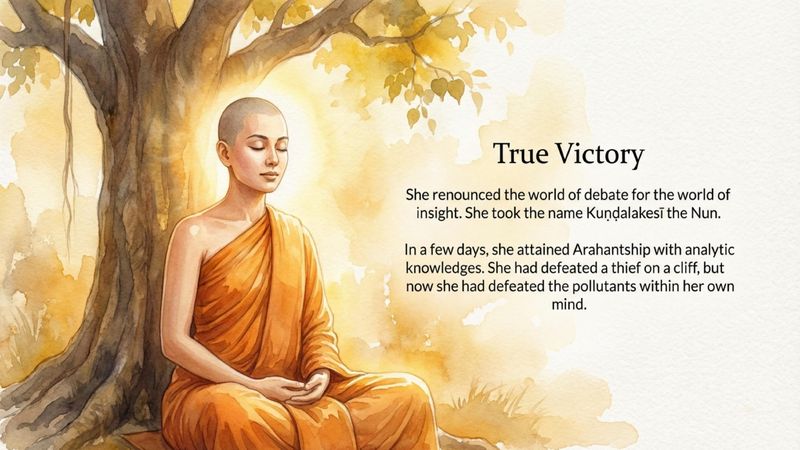 True Victory
She renounced the world of debate for the world of
insight. She took the name Kuṇḍalakesī the Nun.
In a few days, she attained Arahantship with analytic
knowledges. She had defeated a thief on a cliff, but
now she had defeated the pollutants within her own
mind.